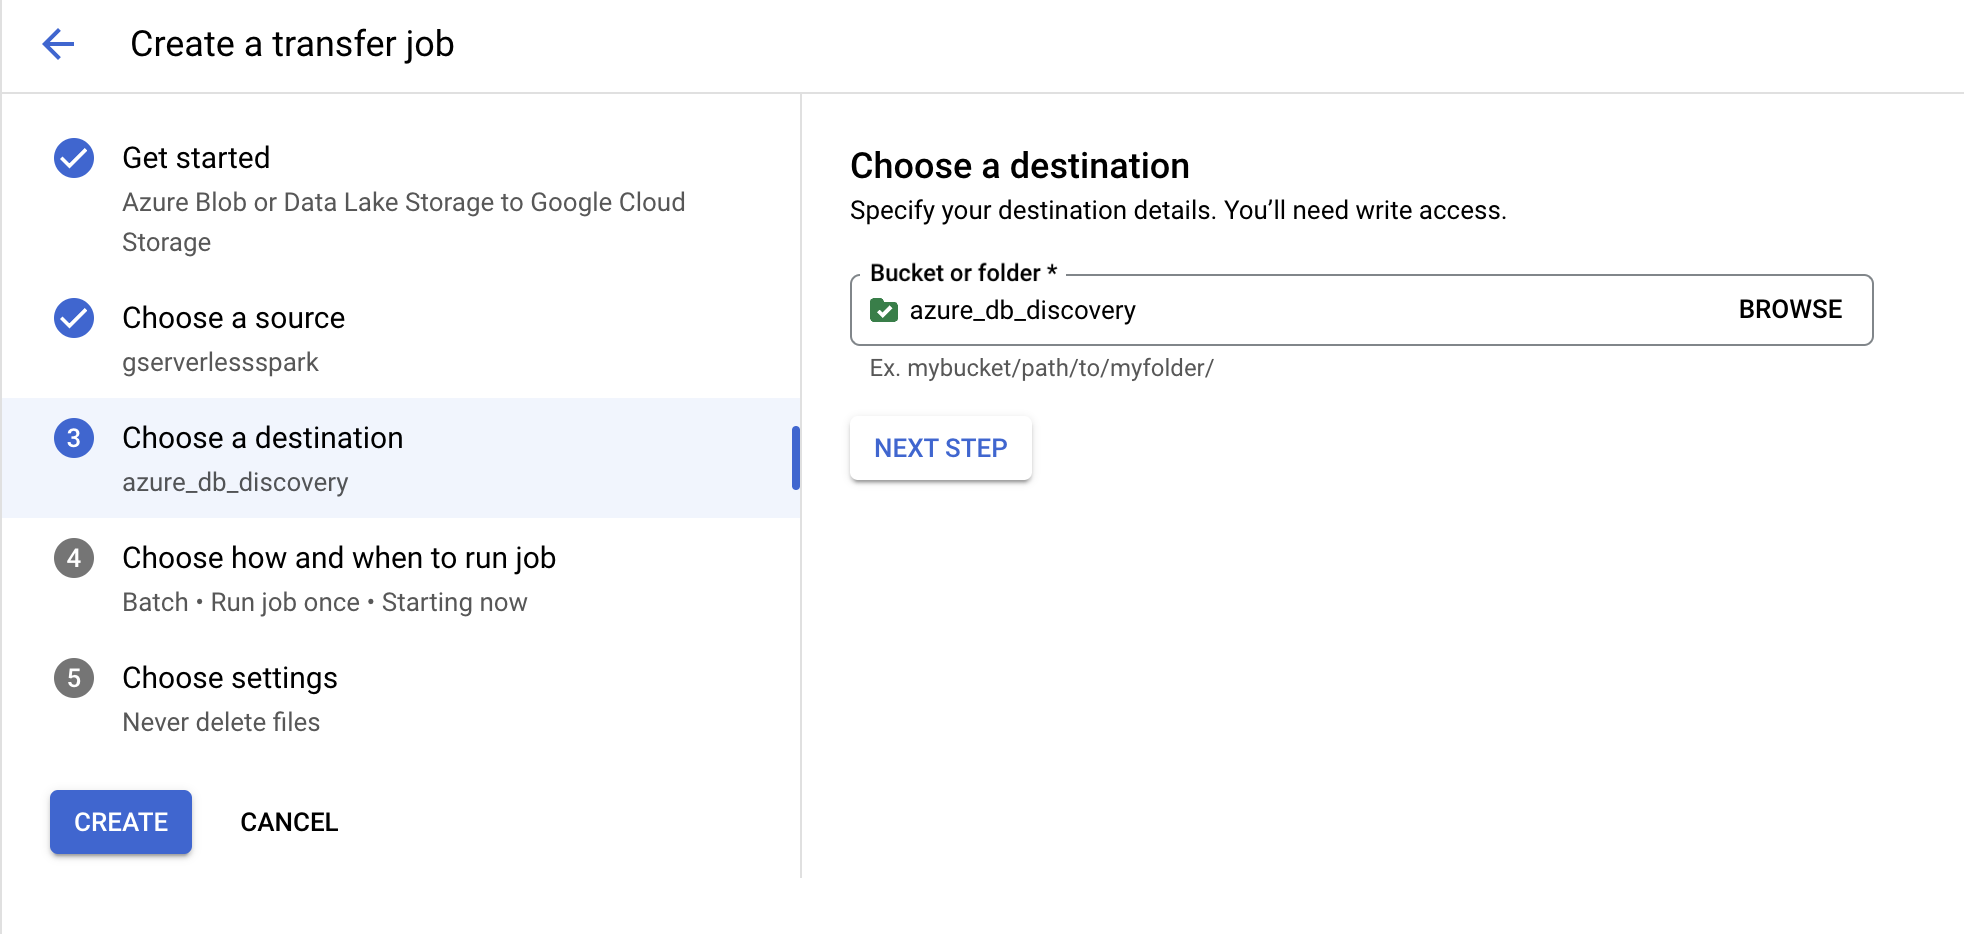 Create a transfer job
Get started
Azure Blob or Data Lake Storage to Google Cloud
Storage
Choose a source
gserverlessspark
3
Choose a destination
azure_db_discovery
4
Choose how and when to run job
Batch • Run job once • Starting now
5
Choose settings
Never delete files
CREATE
CANCEL
Choose a destination
Specify your destination details. You’ll need write access.
Bucket or folder *
azure_db_discovery
BROWSE
Ex. mybucket/path/to/myfolder/
NEXT STEP